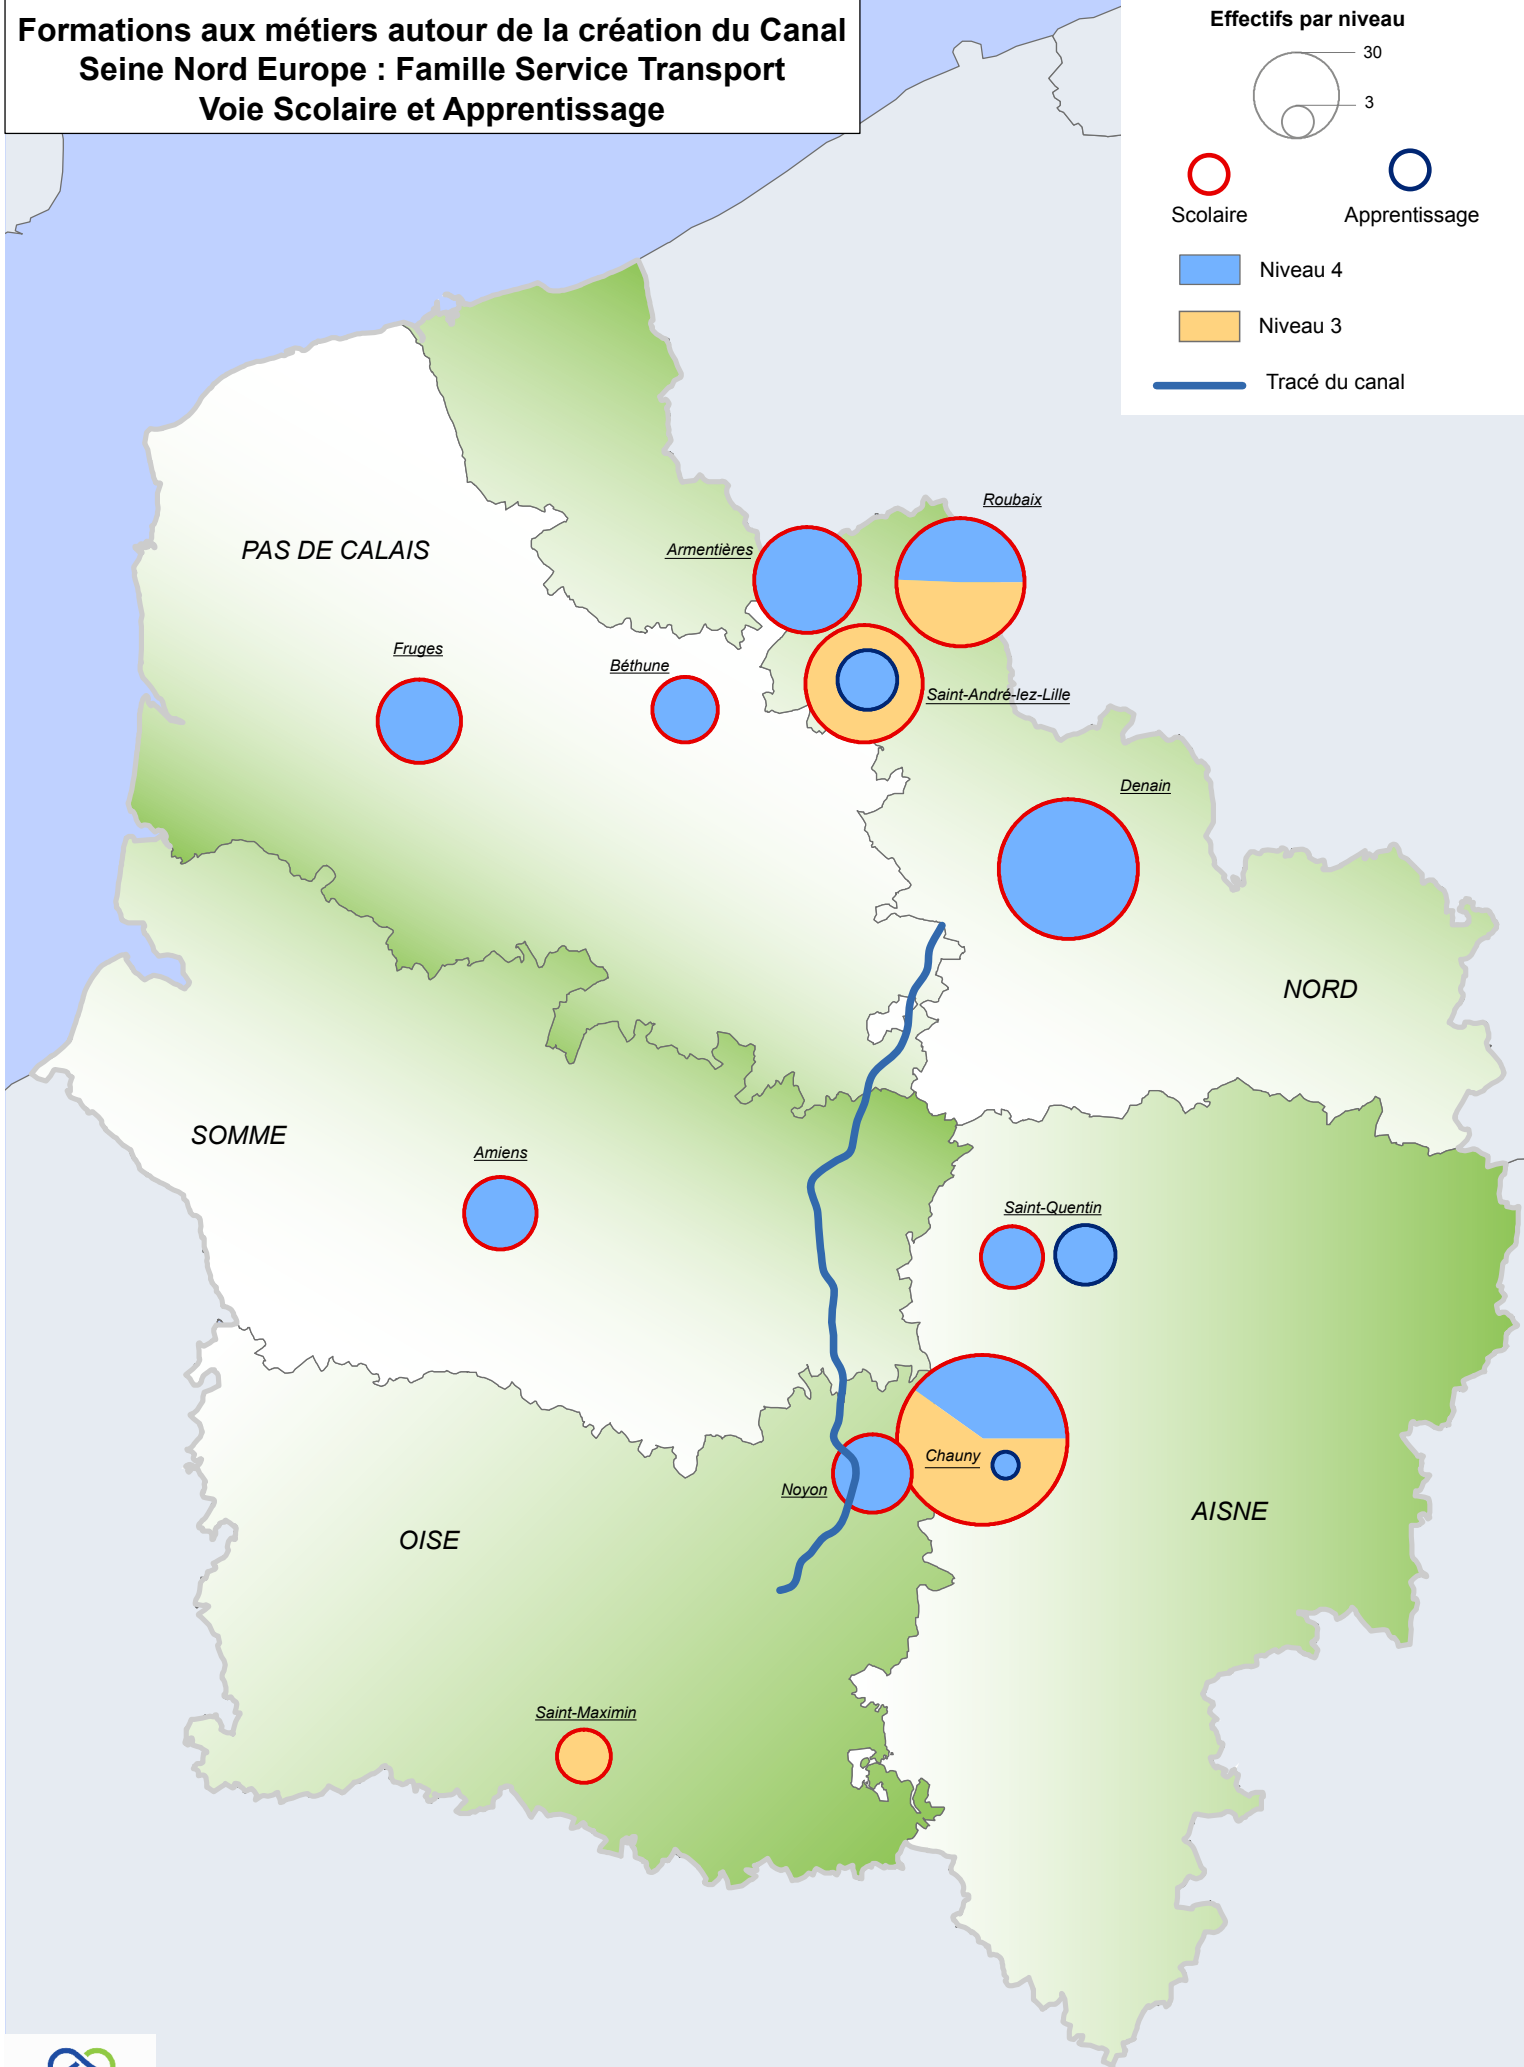 Formations aux métiers autour de la création du Canal
Seine Nord Europe : Famille Service Transport
Voie Scolaire et Apprentissage
Effectifs par niveau
30
3
Scolaire
Apprentissage
Niveau 4
Niveau 3
Tracé du canal
Roubaix
Armentières
PAS DE CALAIS
Fruges
Béthune
Saint-André-lez-Lille
Denain
NORD
SOMME
Amiens
Saint-Quentin
Chauny
Noyon
AISNE
OISE
Saint-Maximin